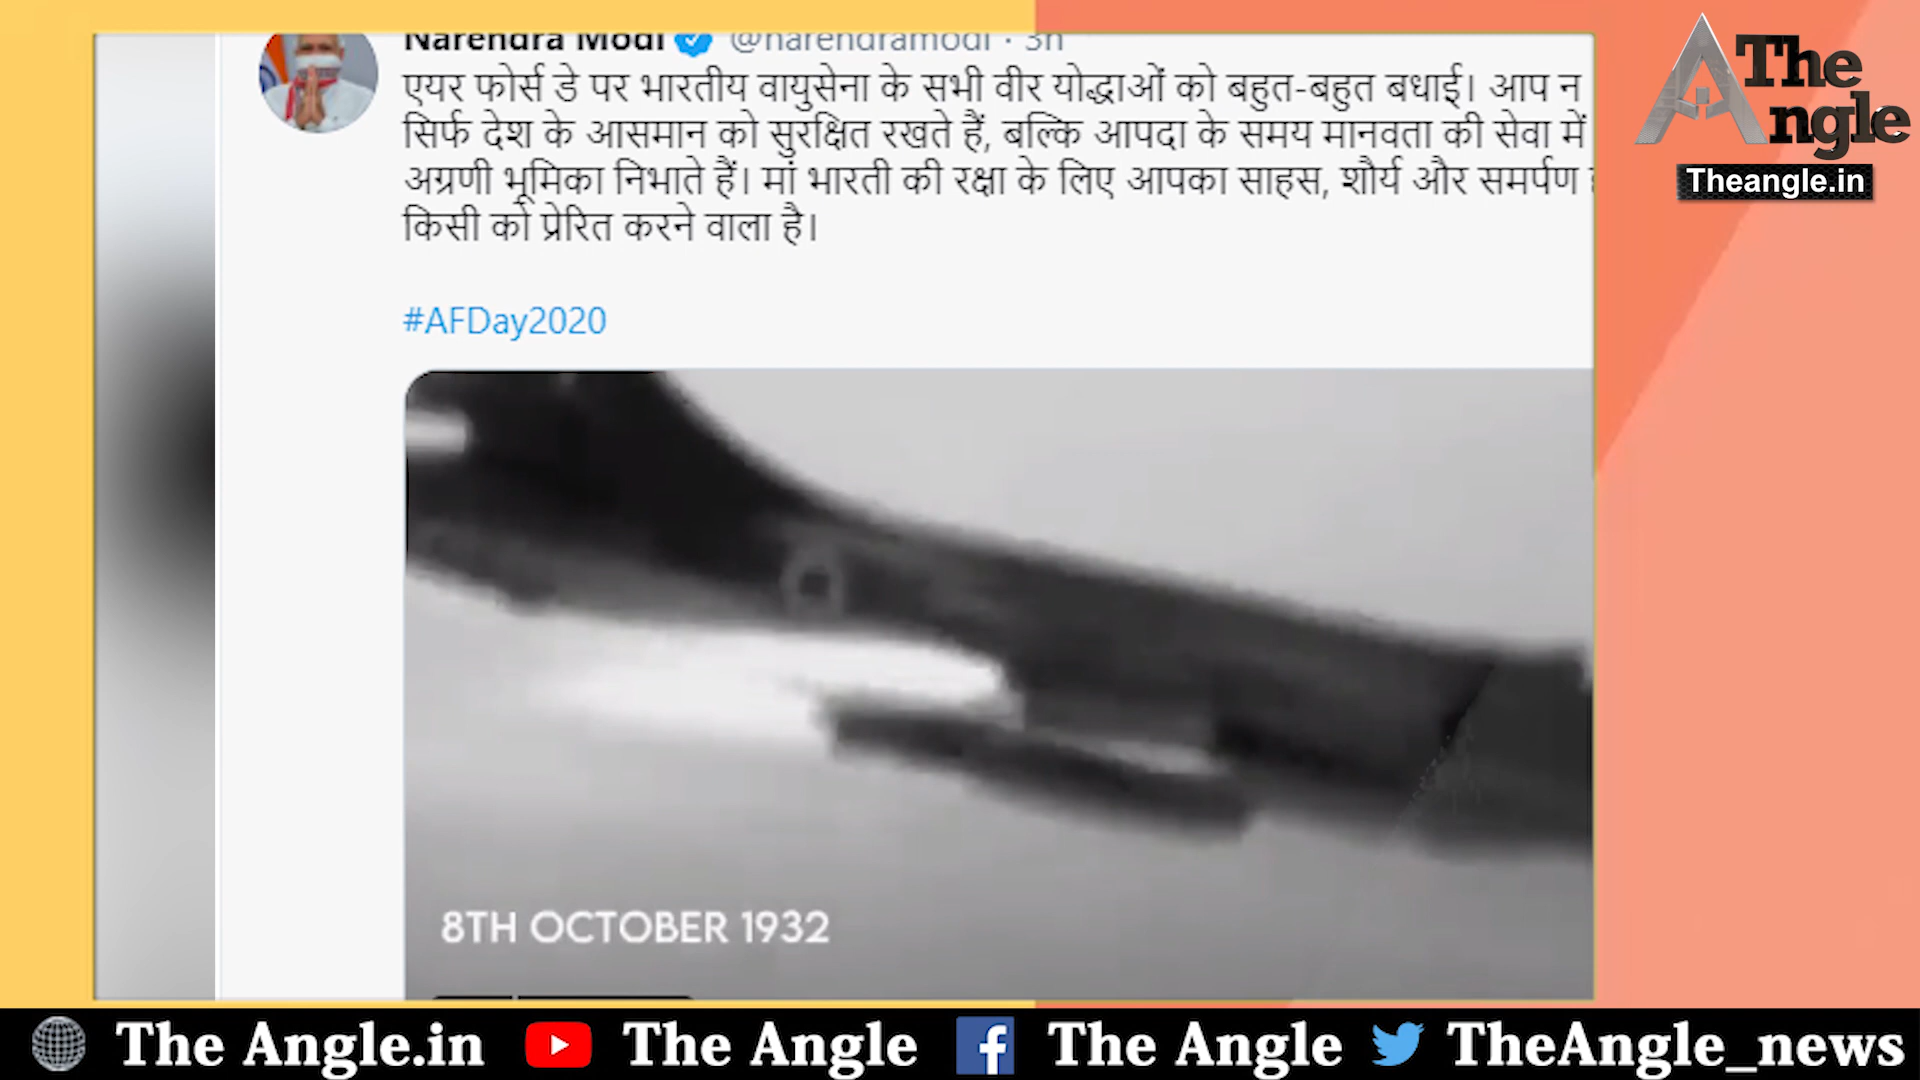 Narendra Modi @narendramodi · 3h
एयर फोर्स डे पर भारतीय वायुसेना के सभी वीर योद्धाओं को बहुत-बहुत बधाई। आप न
सिर्फ देश के आसमान को सुरक्षित रखते हैं, बल्कि आपदा के समय मानवता की सेवा में
अग्रणी भूमिका निभाते हैं। मां भारती की रक्षा के लिए आपका साहस, शौर्य और समर्पण
किसी को प्रेरित करने वाला है।
#AFDay2020
8TH OCTOBER 1932
The
Angle
Theangle.in
The Angle.in The Angle The Angle TheAngle_news